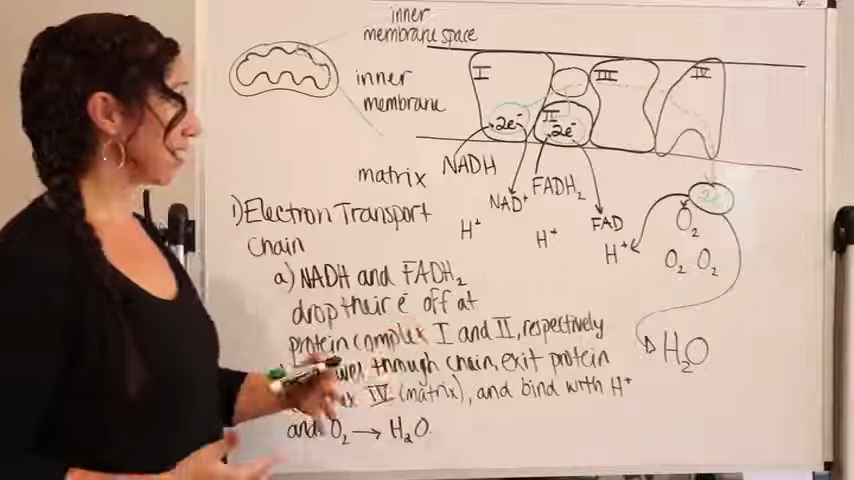 inner
membrane space
inner
membrane
matrix
I
II
III
IV
2e-
2e-
2e-
NADH
NAD+
FADH2
FAD
H+
H+
H+
O2
O2 O2
H2O
1) Electron Transport
Chain
a) NADH and FADH2
drop their e- off at
protein complex I and II, respectively
through chain, exit protein
IV (matrix), and bind with H+
and O2 → H2O.